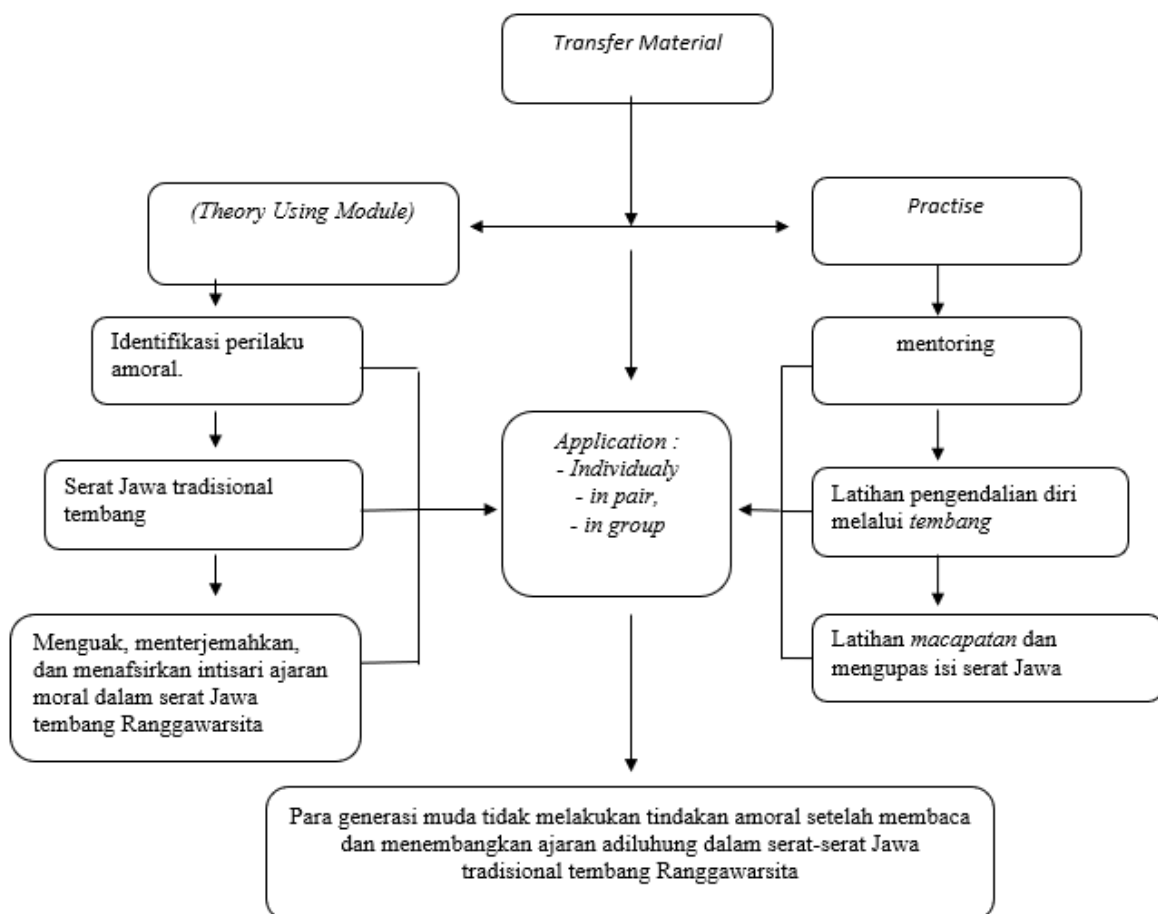 Transfer Material
(Theory Using Module)
Practise
Identifikasi perilaku
amoral.
mentoring
Application :
- Individualy
- in pair,
- in group
Serat Jawa tradisional
tembang
Latihan pengendalian diri
melalui tembang
Menguak, menterjemahkan,
dan menafsirkan intisari ajaran
moral dalam serat Jawa
tembang Ranggawarsita
Latihan macapatan dan
mengupas isi serat Jawa
Para generasi muda tidak melakukan tindakan amoral setelah membaca
dan menembangkan ajaran adiluhung dalam serat-serat Jawa
tradisional tembang Ranggawarsita